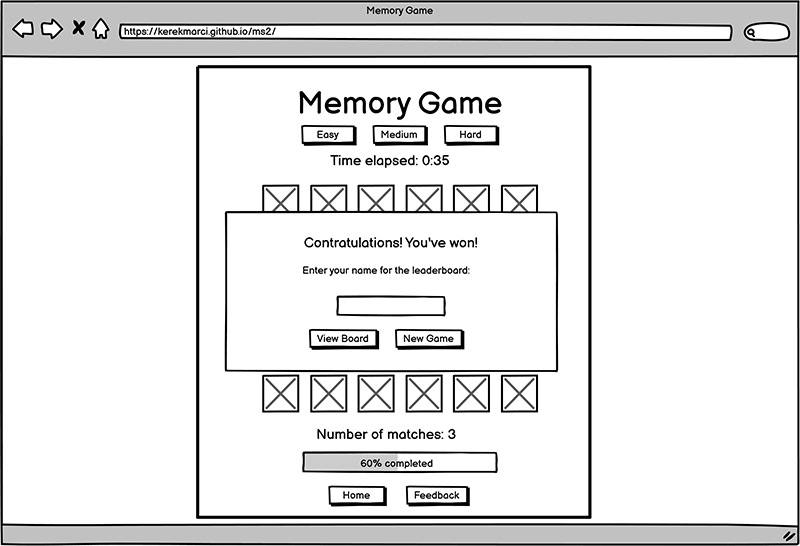 Memory Game
https://kerekmarci.github.io/ms2/
Memory Game
Easy Medium Hard
Time elapsed: 0:35
Contratulations! You've won!
Enter your name for the leaderboard:
View Board New Game
Number of matches: 3
60% completed
Home Feedback